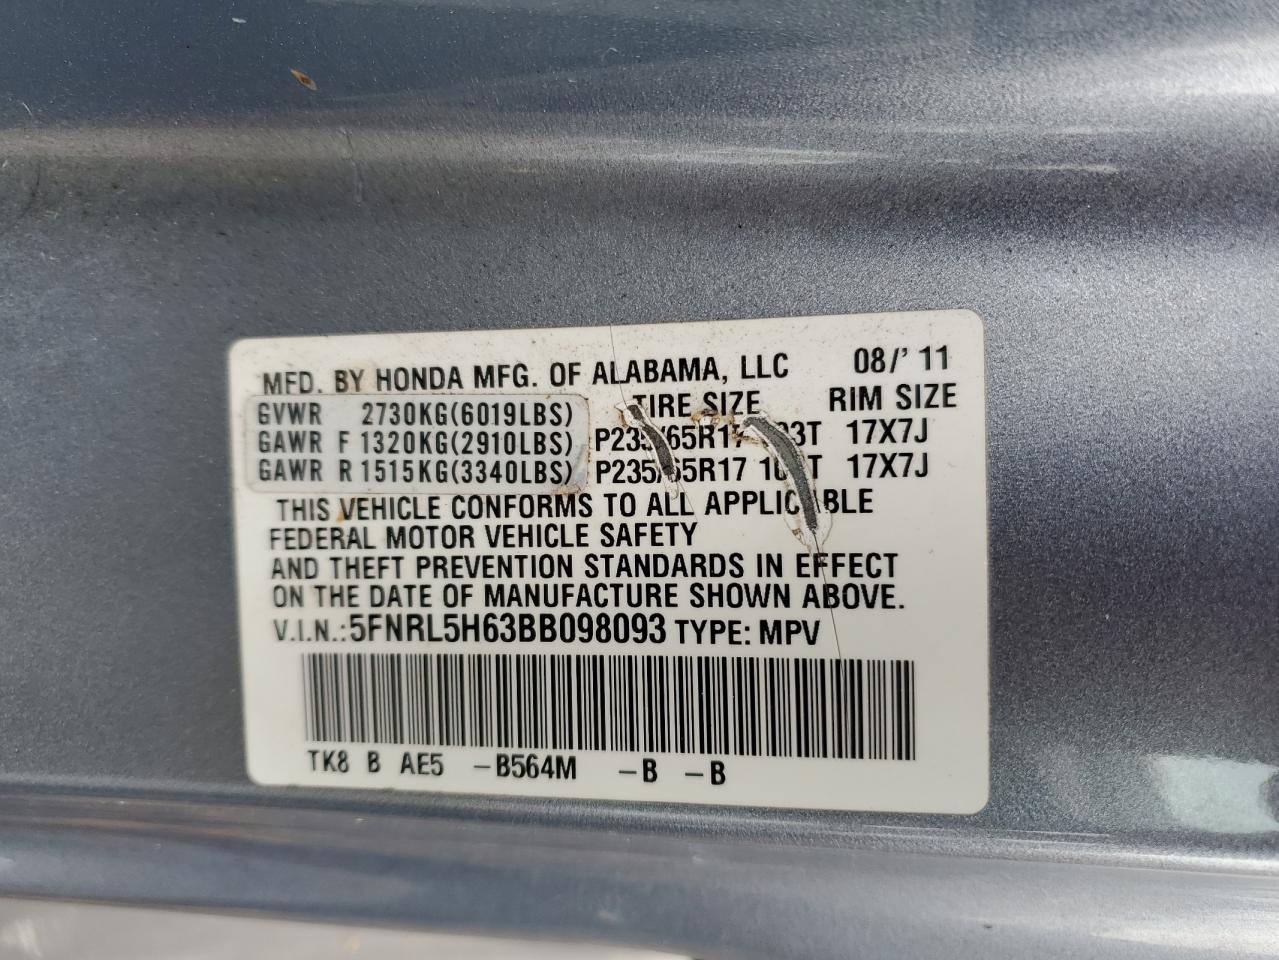 MFD. BY HONDA MFG. OF ALABAMA, LLC 08/' 11
GVWR 2730KG(6019LBS) TIRE SIZE RIM SIZE
GAWR F 1320KG(2910LBS) 17X7J
GAWR R 1515KG(3340LBS) P235/65R17 17X7J
THIS VEHICLE CONFORMS TO ALL APPLICABLE
FEDERAL MOTOR VEHICLE SAFETY
AND THEFT PREVENTION STANDARDS IN EFFECT
ON THE DATE OF MANUFACTURE SHOWN ABOVE.
V.I.N.:5FNRL5H63BB098093 TYPE: MPV
TK8 B AE5 -B564M -B -B